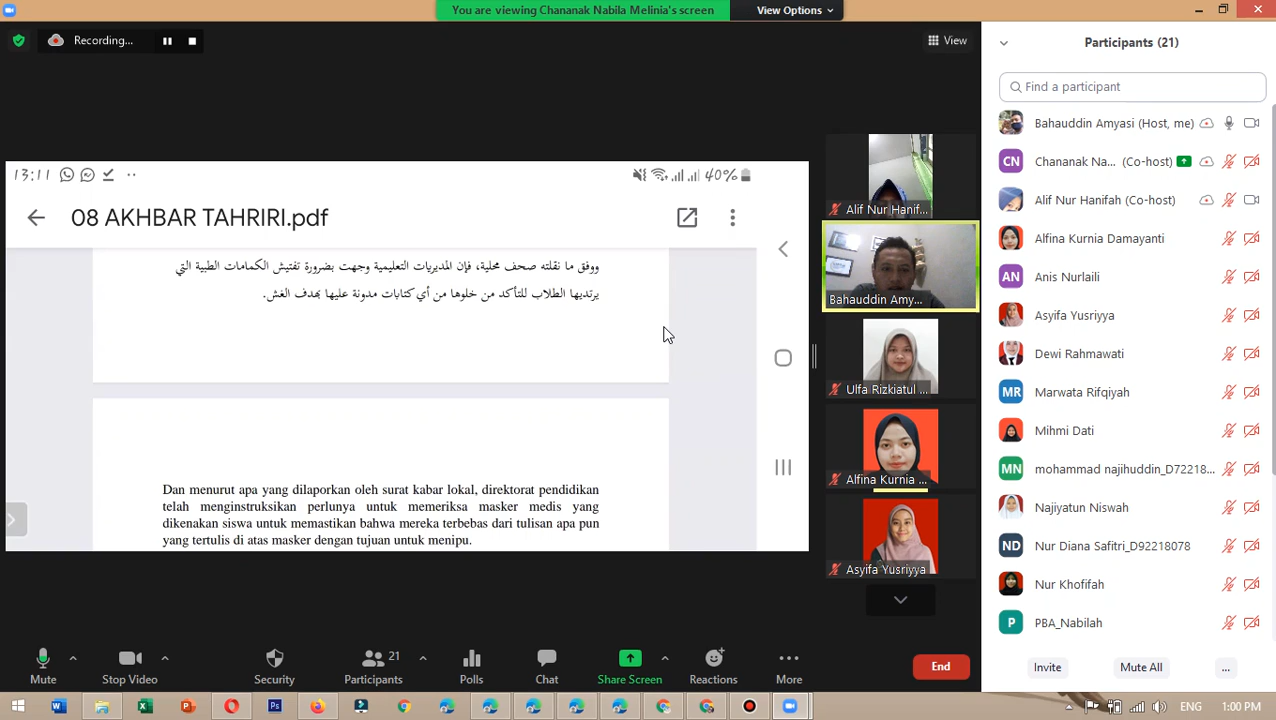 You are viewing Chananak Nabila Melinia's screen
View Options
Recording...
View
Participants (21)
Find a participant
Bahauddin Amyasi (Host, me)
CN
Chananak Na... (Co-host)
Alif Nur Hanifah (Co-host)
Alfina Kurnia Damayanti
AN
Anis Nurlaili
Asyifa Yusriyya
Dewi Rahmawati
MR
Marwata Rifqiyah
Mihmi Dati
MN
mohammad najihuddin_D72218...
Najiyatun Niswah
ND
Nur Diana Safitri_D92218078
Nur Khofifah
P
PBA_Nabilah
Invite
Mute All
...
13:11
40%
08 AKHBAR TAHRIRI.pdf
ووفق ما نقلته صحف محلية، فإن المديريات التعليمية وجهت بضرورة تفتيش الكمامات الطبية التي
يرتديها الطلاب للتأكد من خلوها من أي كتابات مدونة عليها بهدف الغش.
Dan menurut apa yang dilaporkan oleh surat kabar lokal, direktorat pendidikan
telah menginstruksikan perlunya untuk memeriksa masker medis yang
dikenakan siswa untuk memastikan bahwa mereka terbebas dari tulisan apa pun
yang tertulis di atas masker dengan tujuan untuk menipu.
Alif Nur Hanif...
Bahauddin Amy...
Ulfa Rizkiatul ...
Alfina Kurnia ...
Asyifa Yusriyya
Mute
Stop Video
Security
21
Participants
Polls
Chat
Share Screen
Reactions
More
End
ENG
1:00 PM